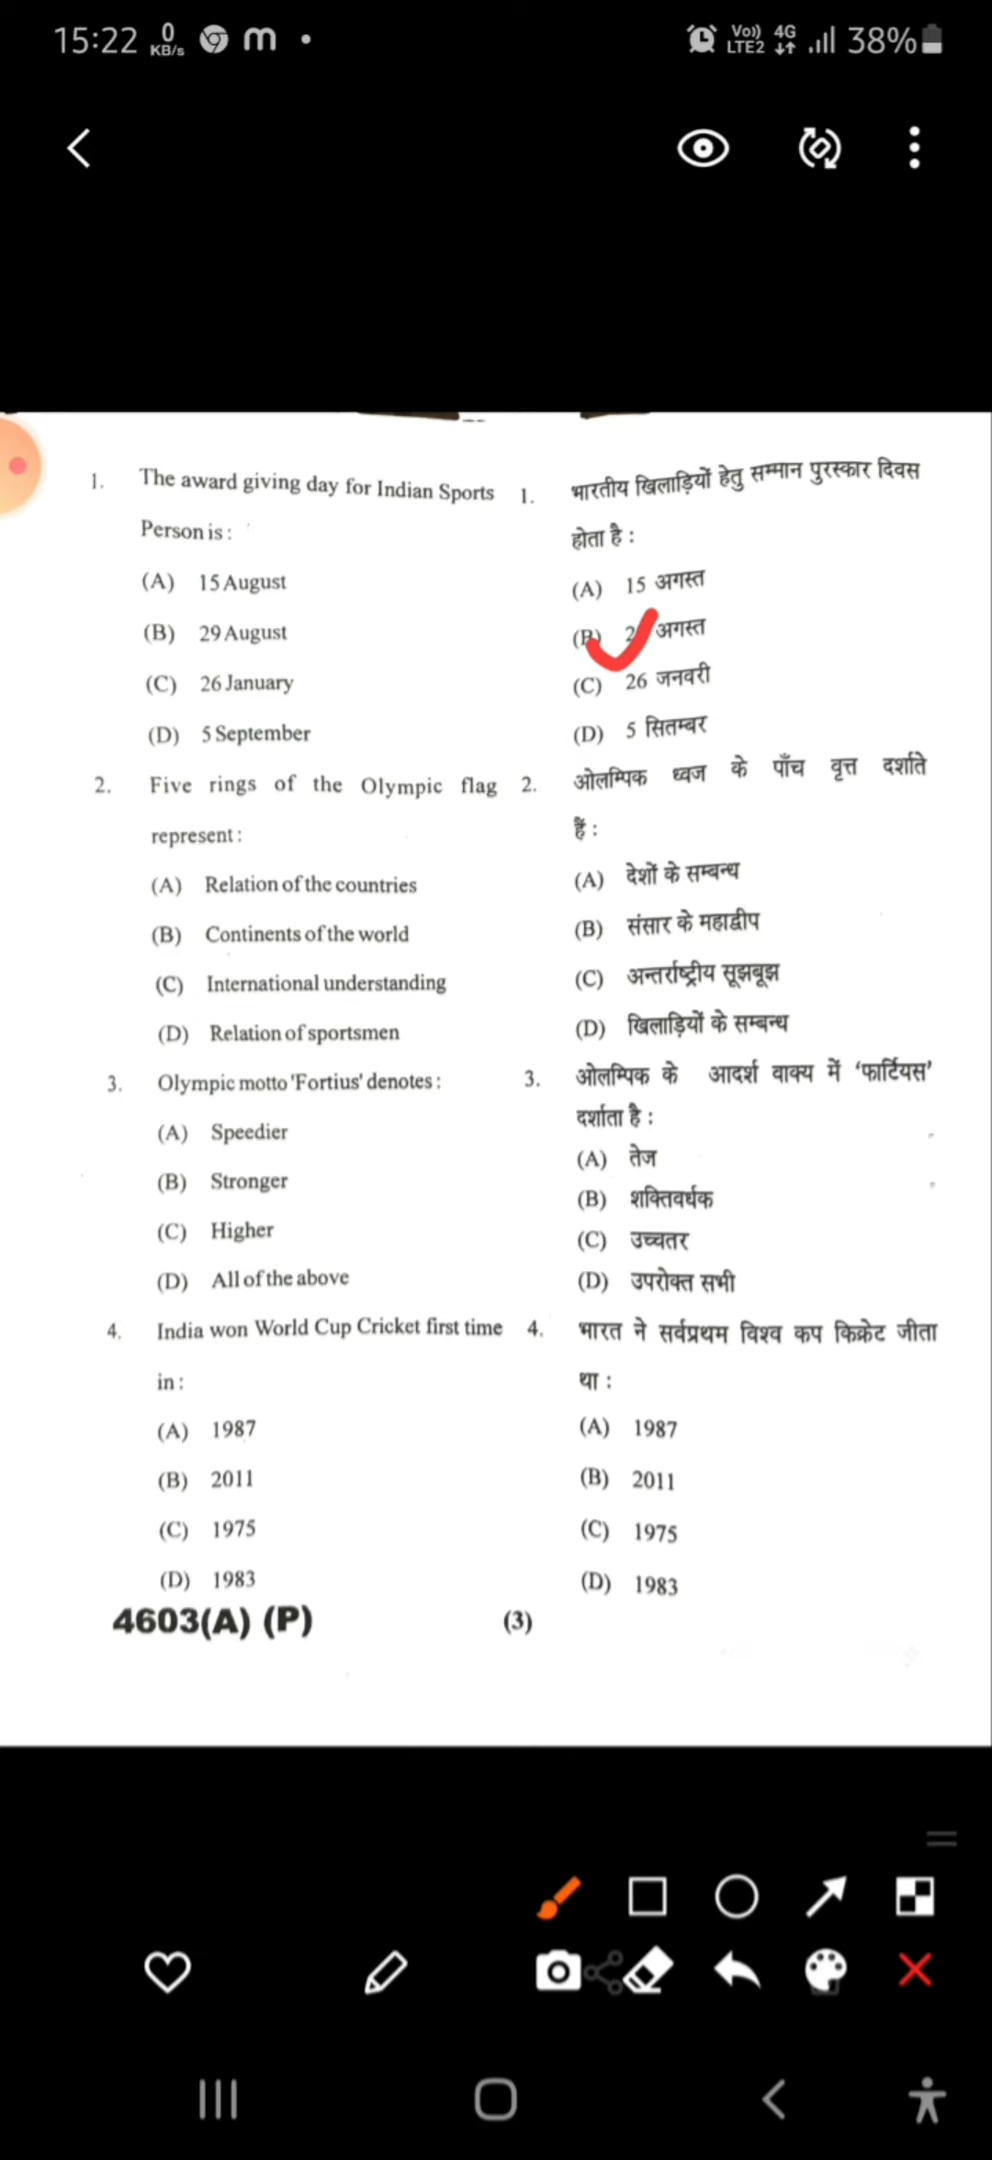 15:22 0 KB/s m • Vo)) LTE2 4G 38%
1. The award giving day for Indian Sports
Person is :
(A) 15 August
(B) 29 August
(C) 26 January
(D) 5 September
2. Five rings of the Olympic flag
represent :
(A) Relation of the countries
(B) Continents of the world
(C) International understanding
(D) Relation of sportsmen
3. Olympic motto 'Fortius' denotes :
(A) Speedier
(B) Stronger
(C) Higher
(D) All of the above
4. India won World Cup Cricket first time
in :
(A) 1987
(B) 2011
(C) 1975
(D) 1983
1. भारतीय खिलाड़ियों हेतु सम्मान पुरस्कार दिवस
होता है :
(A) 15 अगस्त
(B) अगस्त
(C) 26 जनवरी
(D) 5 सितम्बर
2. ओलम्पिक ध्वज के पाँच वृत्त दर्शाते
हैं :
(A) देशों के सम्बन्ध
(B) संसार के महाद्वीप
(C) अन्तर्राष्ट्रीय सूझबूझ
(D) खिलाड़ियों के सम्बन्ध
3. ओलम्पिक के आदर्श वाक्य में 'फार्टियस'
दर्शाता है :
(A) तेज
(B) शक्तिवर्धक
(C) उच्चतर
(D) उपरोक्त सभी
4. भारत ने सर्वप्रथम विश्व कप क्रिकेट जीता
था :
(A) 1987
(B) 2011
(C) 1975
(D) 1983
4603(A) (P) (3)